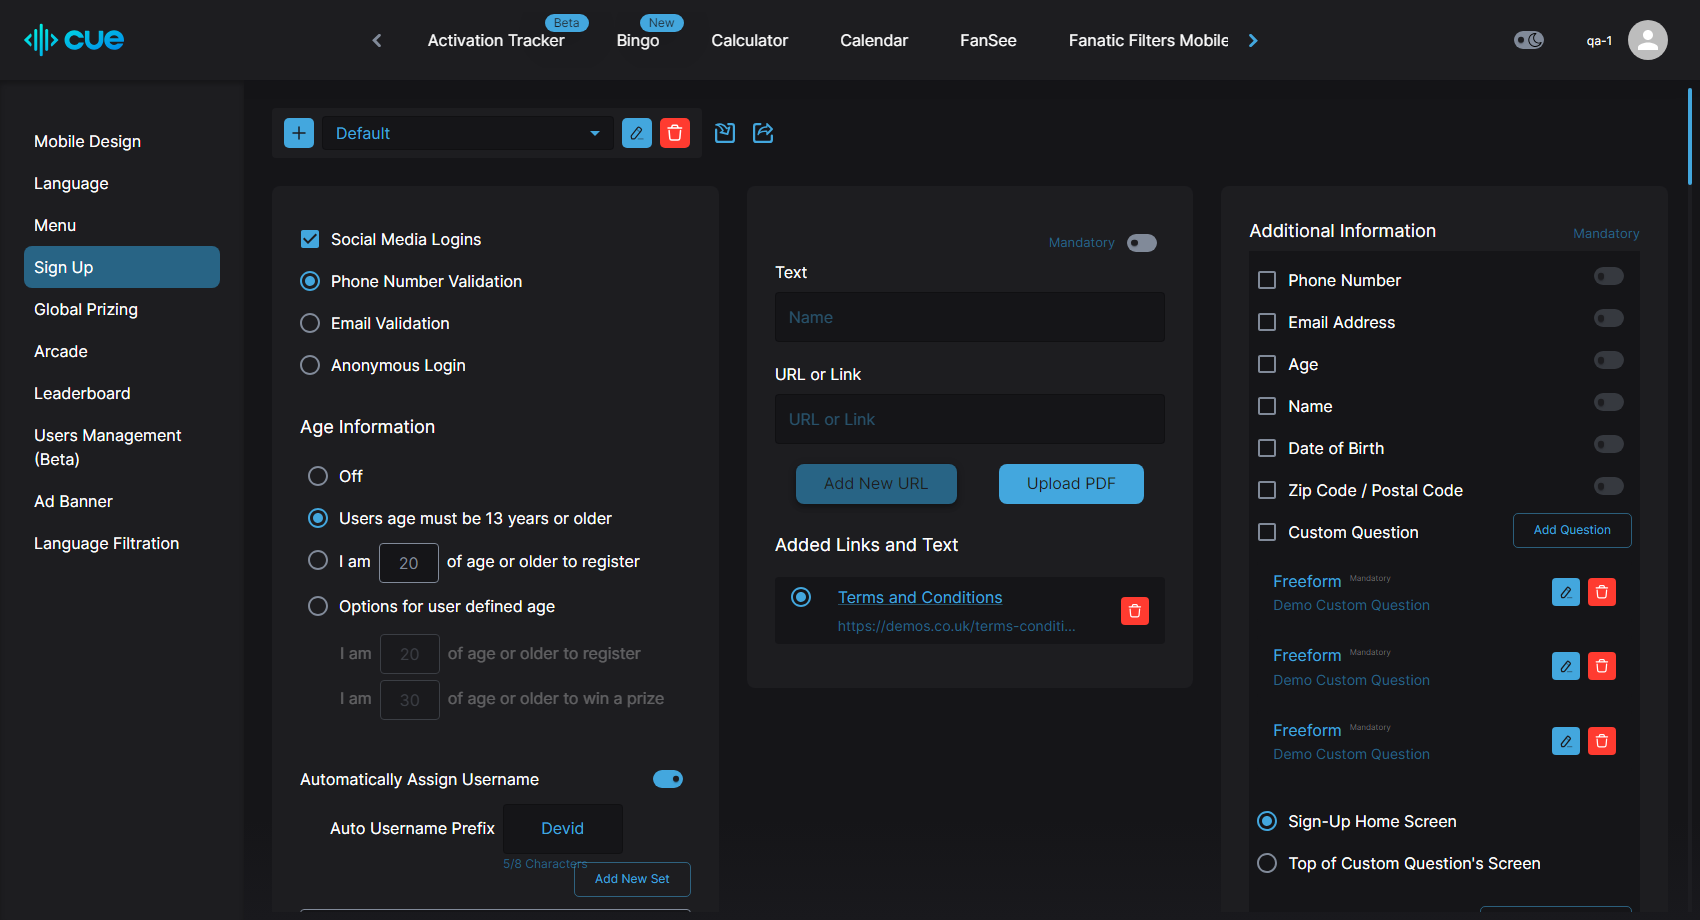 cue
Activation Tracker
Beta
Bingo
New
Calculator
Calendar
FanSee
Fanatic Filters Mobile
qa-1
Mobile Design
Language
Menu
Sign Up
Global Prizing
Arcade
Leaderboard
Users Management
(Beta)
Ad Banner
Language Filtration
Default
Social Media Logins
Phone Number Validation
Email Validation
Anonymous Login
Age Information
Off
Users age must be 13 years or older
I am 20 of age or older to register
Options for user defined age
I am 20 of age or older to register
I am 30 of age or older to win a prize
Automatically Assign Username
Auto Username Prefix Devid
5/8 Characters
Add New Set
Mandatory
Text
Name
URL or Link
URL or Link
Add New URL
Upload PDF
Added Links and Text
Terms and Conditions
https://demos.co.uk/terms-conditi...
Additional Information
Mandatory
Phone Number
Email Address
Age
Name
Date of Birth
Zip Code / Postal Code
Custom Question
Add Question
Freeform Mandatory
Demo Custom Question
Freeform Mandatory
Demo Custom Question
Freeform Mandatory
Demo Custom Question
Sign-Up Home Screen
Top of Custom Question's Screen